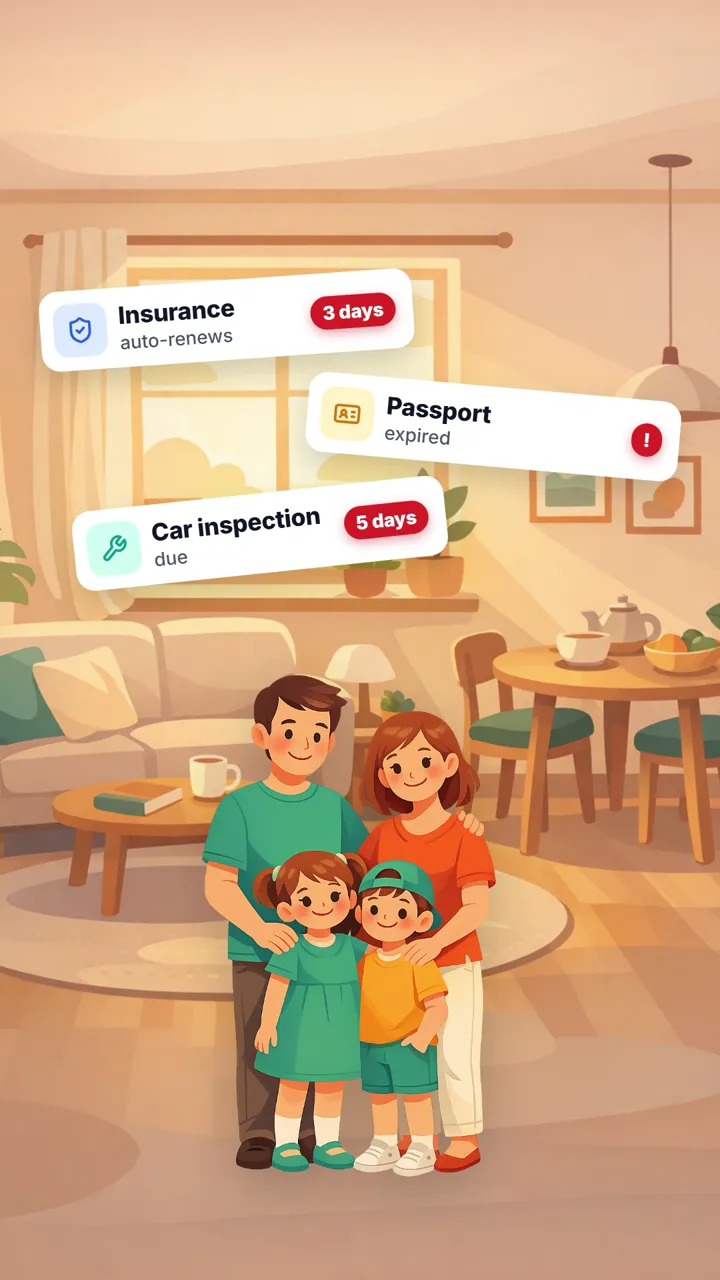 Insurance
auto-renews
3 days
Passport
expired
!
Car inspection
due
5 days